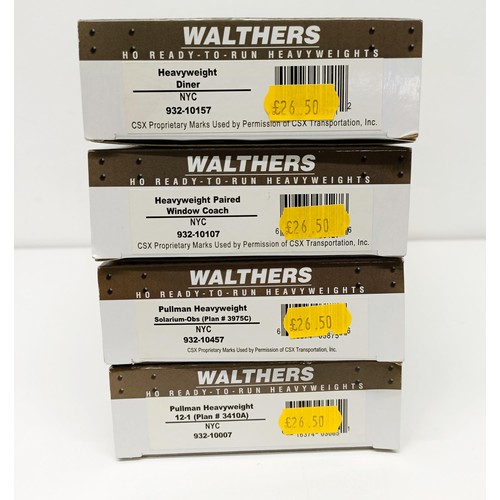 WALTHERS
HO READY-TO-RUN HEAVYWEIGHTS
Heavyweight
Diner
NYC
932-10157
£26.50
2
CSX Proprietary Marks Used by Permission of CSX Transportation, Inc.
WALTHERS
HO READY-TO-RUN HEAVYWEIGHTS
Heavyweight Paired
Window Coach
NYC
932-10107
£26.50
6
6
CSX Proprietary Marks Used by Permission of CSX Transportation, Inc.
WALTHERS
HO READY-TO-RUN HEAVYWEIGHTS
Pullman Heavyweight
Solarium-Obs (Plan # 3975C)
NYC
932-10457
£26.50
6
CSX Proprietary Marks Used by Permission of CSX Transportation, Inc.
WALTHERS
HO READY-TO-RUN HEAVYWEIGHTS
Pullman Heavyweight
12-1 (Plan # 3410A)
NYC
932-10007
£26.50